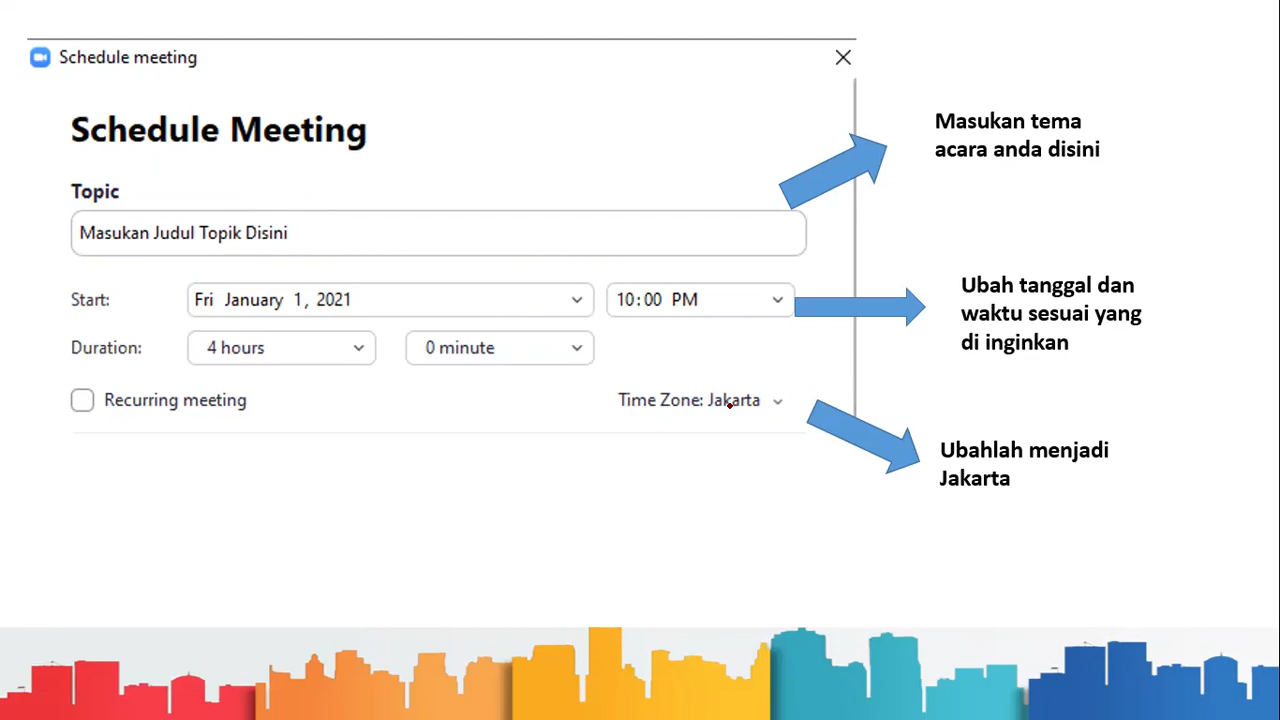 Schedule meeting
Schedule Meeting
Topic
Masukan Judul Topik Disini
Start:
Fri January 1, 2021
10:00 PM
Duration:
4 hours
0 minute
Recurring meeting
Time Zone: Jakarta
Masukan tema
acara anda disini
Ubah tanggal dan
waktu sesuai yang
di inginkan
Ubahlah menjadi
Jakarta